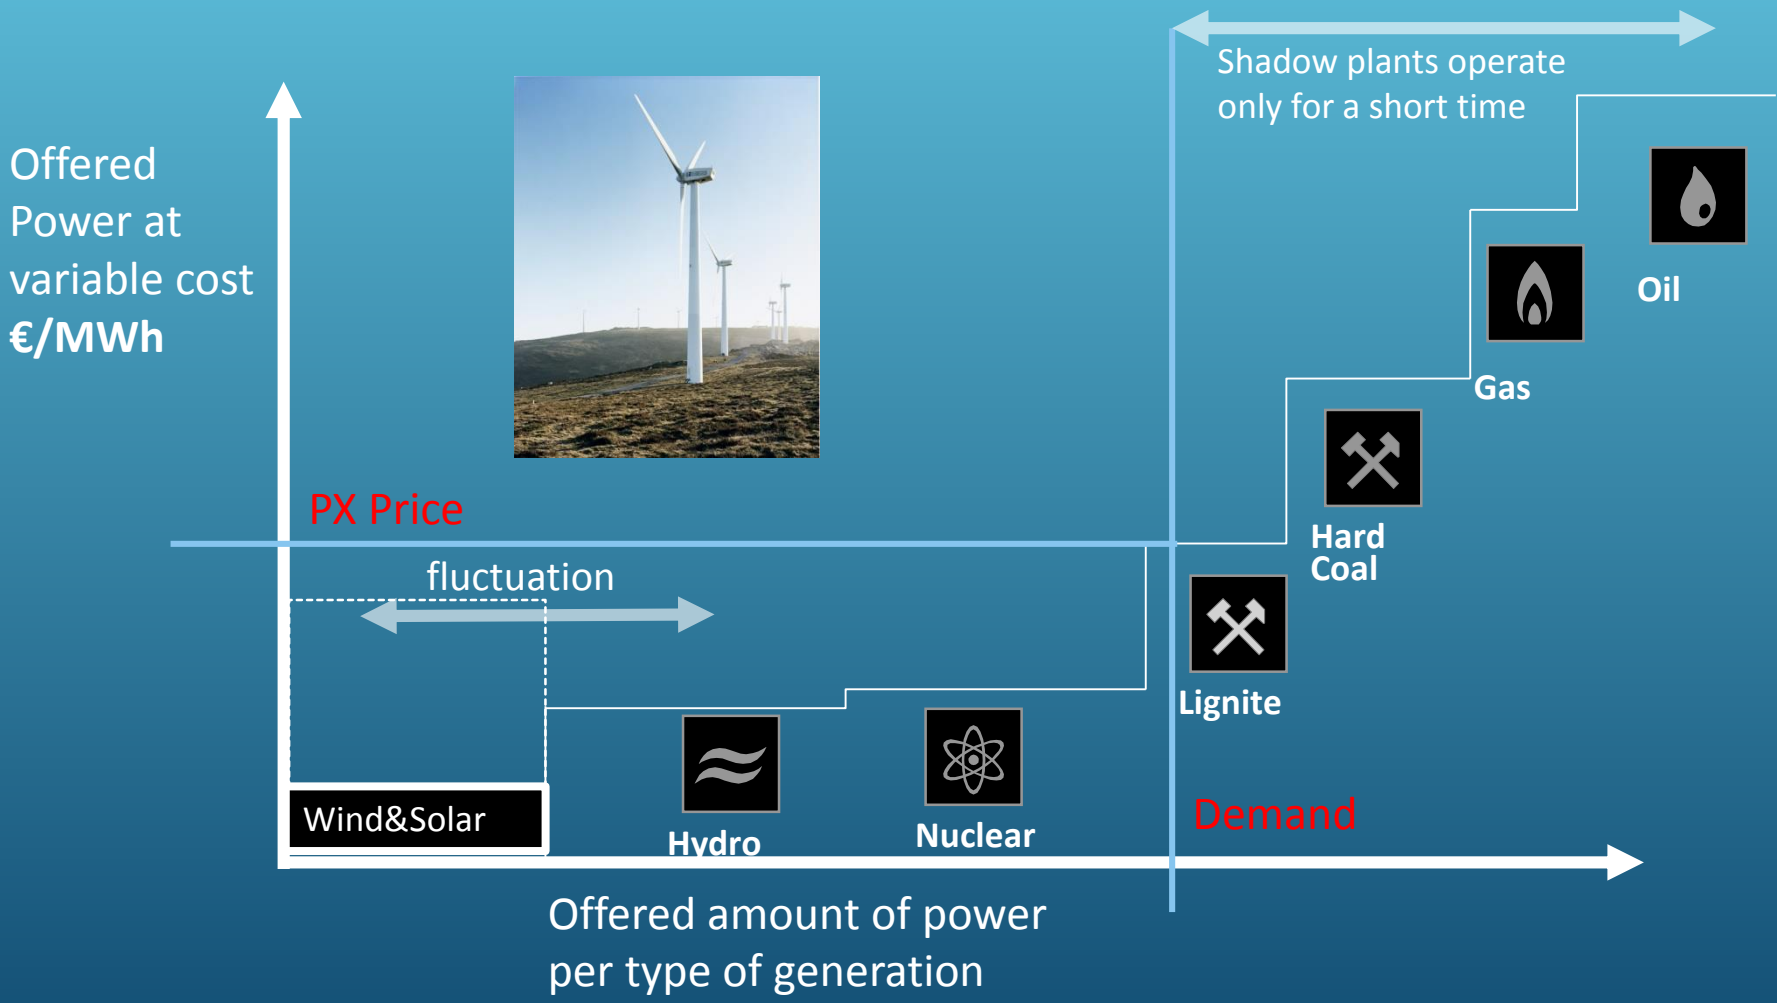 Shadow plants operate
only for a short time
Offered
Power at
variable cost
€/MWh
Oil
Gas
PX Price
Hard
Coal
fluctuation
Lignite
Wind&Solar
Hydro
Nuclear
Demand
Offered amount of power
per type of generation